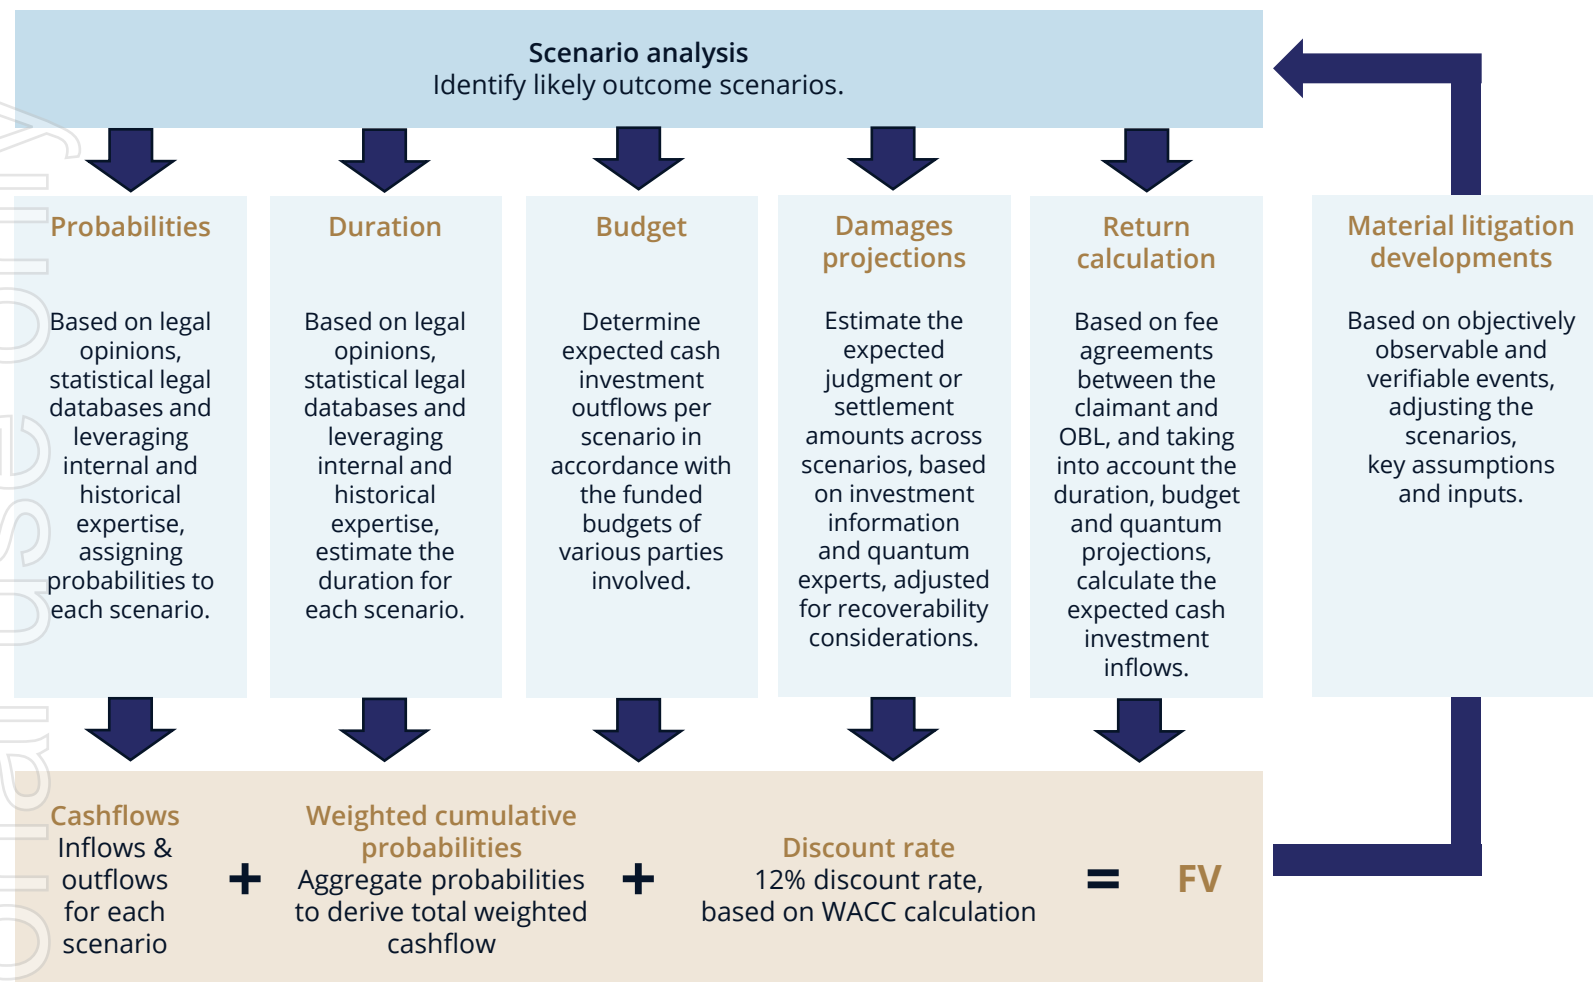 Scenario analysis
Identify likely outcome scenarios.
Probabilities
Based on legal
opinions,
statistical legal
databases and
leveraging
internal and
historical
expertise,
assigning
probabilities to
each scenario.
Duration
Based on legal
opinions,
statistical legal
databases and
leveraging
internal and
historical
expertise,
estimate the
duration for
each scenario.
Budget
Determine
expected cash
investment
outflows per
scenario in
accordance with
the funded
budgets of
various parties
involved.
Damages
projections
Estimate the
expected
judgment or
settlement
amounts across
scenarios, based
on investment
information
and quantum
experts, adjusted
for recoverability
considerations.
Return
calculation
Based on fee
agreements
between the
claimant and
OBL, and taking
into account the
duration, budget
and quantum
projections,
calculate the
expected cash
investment
inflows.
Material litigation
developments
Based on objectively
observable and
verifiable events,
adjusting the
scenarios,
key assumptions
and inputs.
Cashflows
Inflows &
outflows
for each
scenario
+
Weighted cumulative
probabilities
Aggregate probabilities
to derive total weighted
cashflow
+
Discount rate
12% discount rate,
based on WACC calculation
=
FV
use only